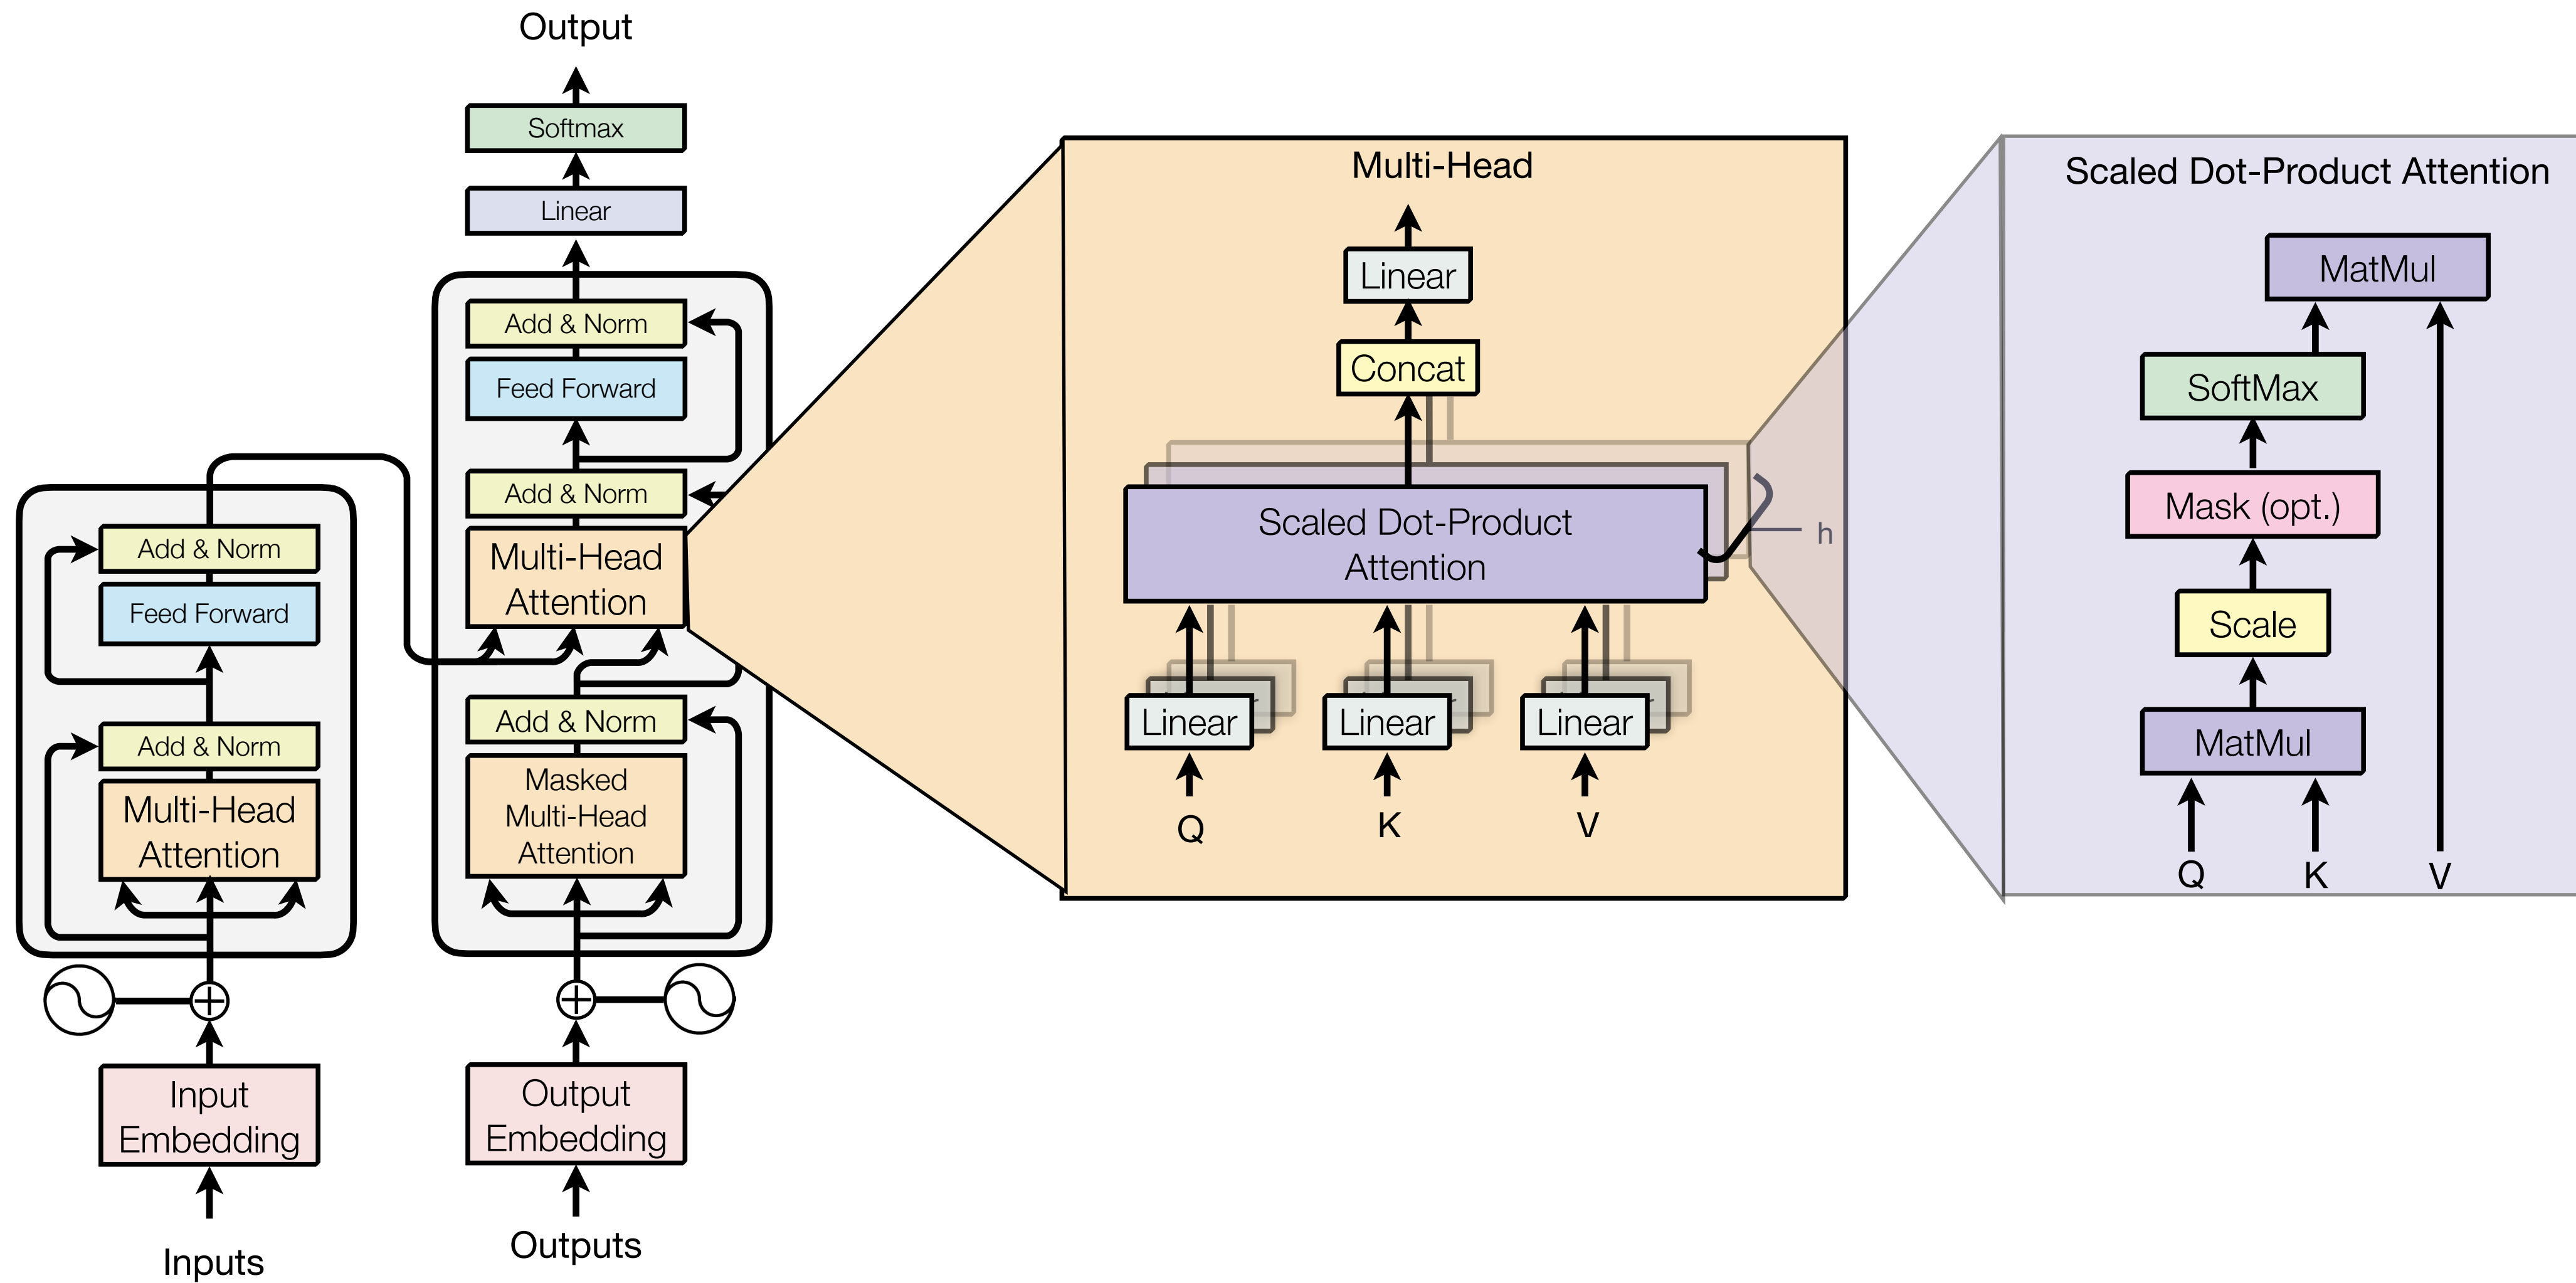 Output
Softmax
Linear
Add & Norm
Feed Forward
Add & Norm
Multi-Head
Attention
Add & Norm
Masked
Multi-Head
Attention
Output
Embedding
Outputs
Add & Norm
Feed Forward
Add & Norm
Multi-Head
Attention
Input
Embedding
Inputs
Multi-Head
Linear
Concat
Scaled Dot-Product
Attention
h
Linear
Linear
Linear
Q
K
V
Scaled Dot-Product Attention
MatMul
SoftMax
Mask (opt.)
Scale
MatMul
Q
K
V